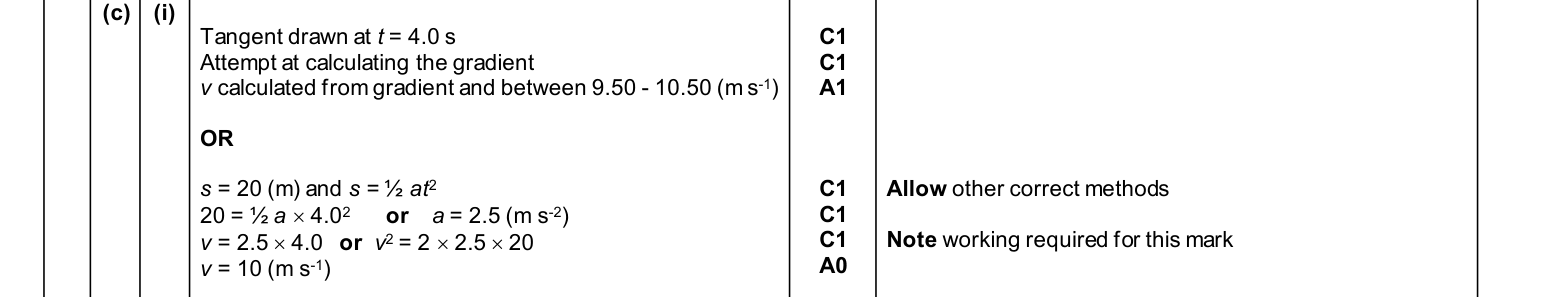 (c) (i)
Tangent drawn at t = 4.0 s C1
Attempt at calculating the gradient C1
v calculated from gradient and between 9.50 - 10.50 (m s⁻¹) A1
OR
s = 20 (m) and s = ½ at² C1 Allow other correct methods
20 = ½ a × 4.0² or a = 2.5 (m s⁻²) C1
v = 2.5 × 4.0 or v² = 2 × 2.5 × 20 C1 Note working required for this mark
v = 10 (m s⁻¹) A0